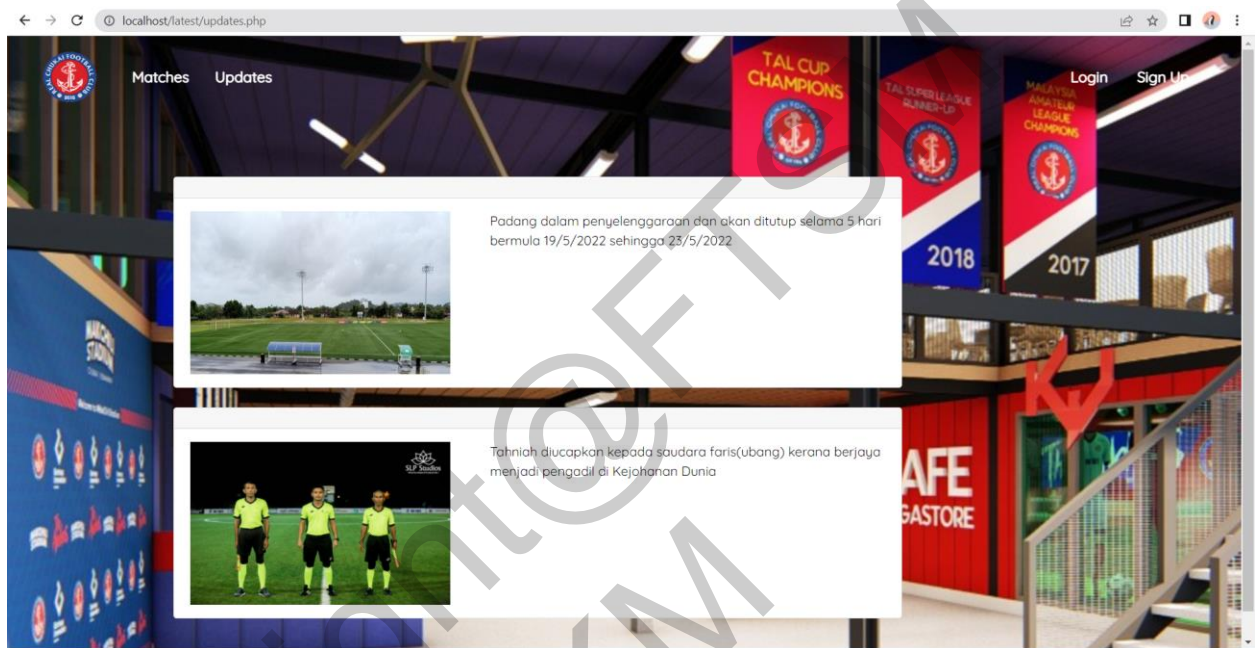 localhost/latest/updates.php
Matches Updates
Login Sign Up
TAL CUP
CHAMPIONS
TAL SUPER LEAGUE
RUNNER-UP
MALAYSIA
AMATEUR
LEAGUE
CHAMPIONS
2018
2017
Padang dalam penyelenggaraan dan akan ditutup selama 5 hari
bermula 19/5/2022 sehingga 23/5/2022
STADIUM
SLP Studios
Tahniah diucapkan kepada saudara faris(ubang) kerana berjaya
menjadi pengadil di Kejohanan Dunia
AFE
GASTORE